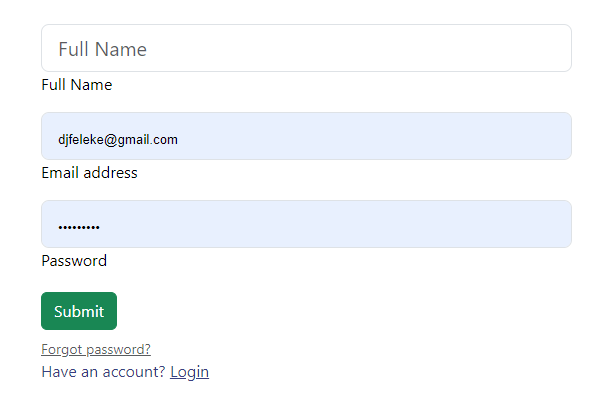 Full Name
Full Name
djfeleke@gmail.com
Email address
•••••••••
Password
Submit
Forgot password?
Have an account? Login